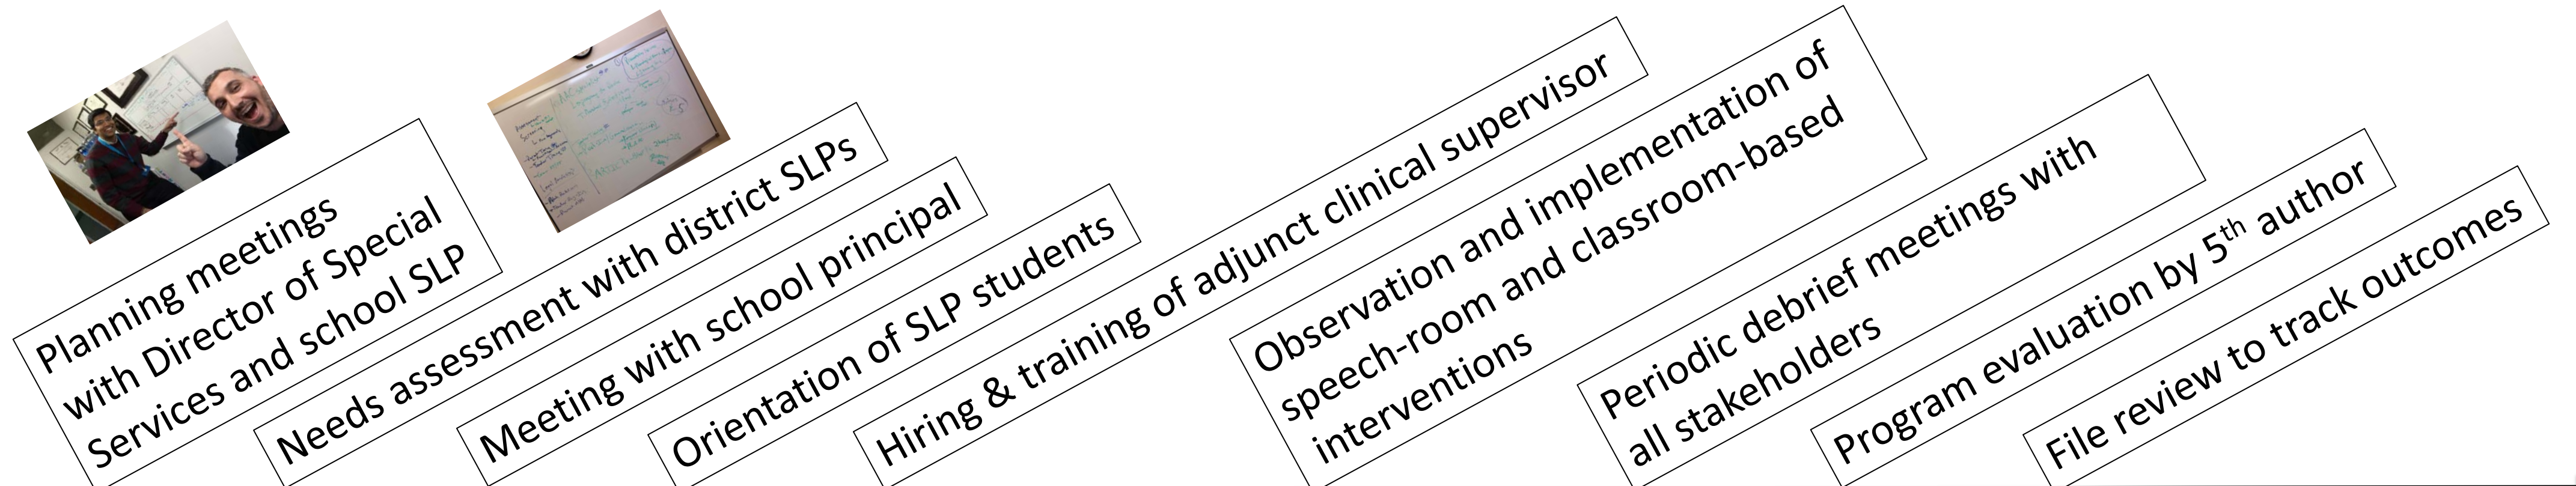 Planning meetings
with Director of Special
Services and school SLP
Needs assessment with district SLPs
Meeting with school principal
Orientation of SLP students
Hiring & training of adjunct clinical supervisor
Observation and implementation of
speech-room and classroom-based
interventions
Periodic debrief meetings with
all stakeholders
Program evaluation by 5th author
File review to track outcomes